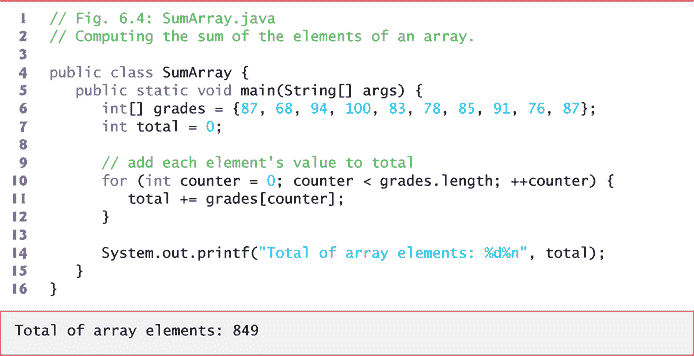 1 // Fig. 6.4: SumArray.java
2 // Computing the sum of the elements of an array.
3
4 public class SumArray {
5    public static void main(String[] args) {
6       int[] grades = {87, 68, 94, 100, 83, 78, 85, 91, 76, 87};
7       int total = 0;
8
9       // add each element's value to total
10       for (int counter = 0; counter < grades.length; ++counter) {
11          total += grades[counter];
12       }
13
14       System.out.printf("Total of array elements: %d%n", total);
15    }
16 }
Total of array elements: 849